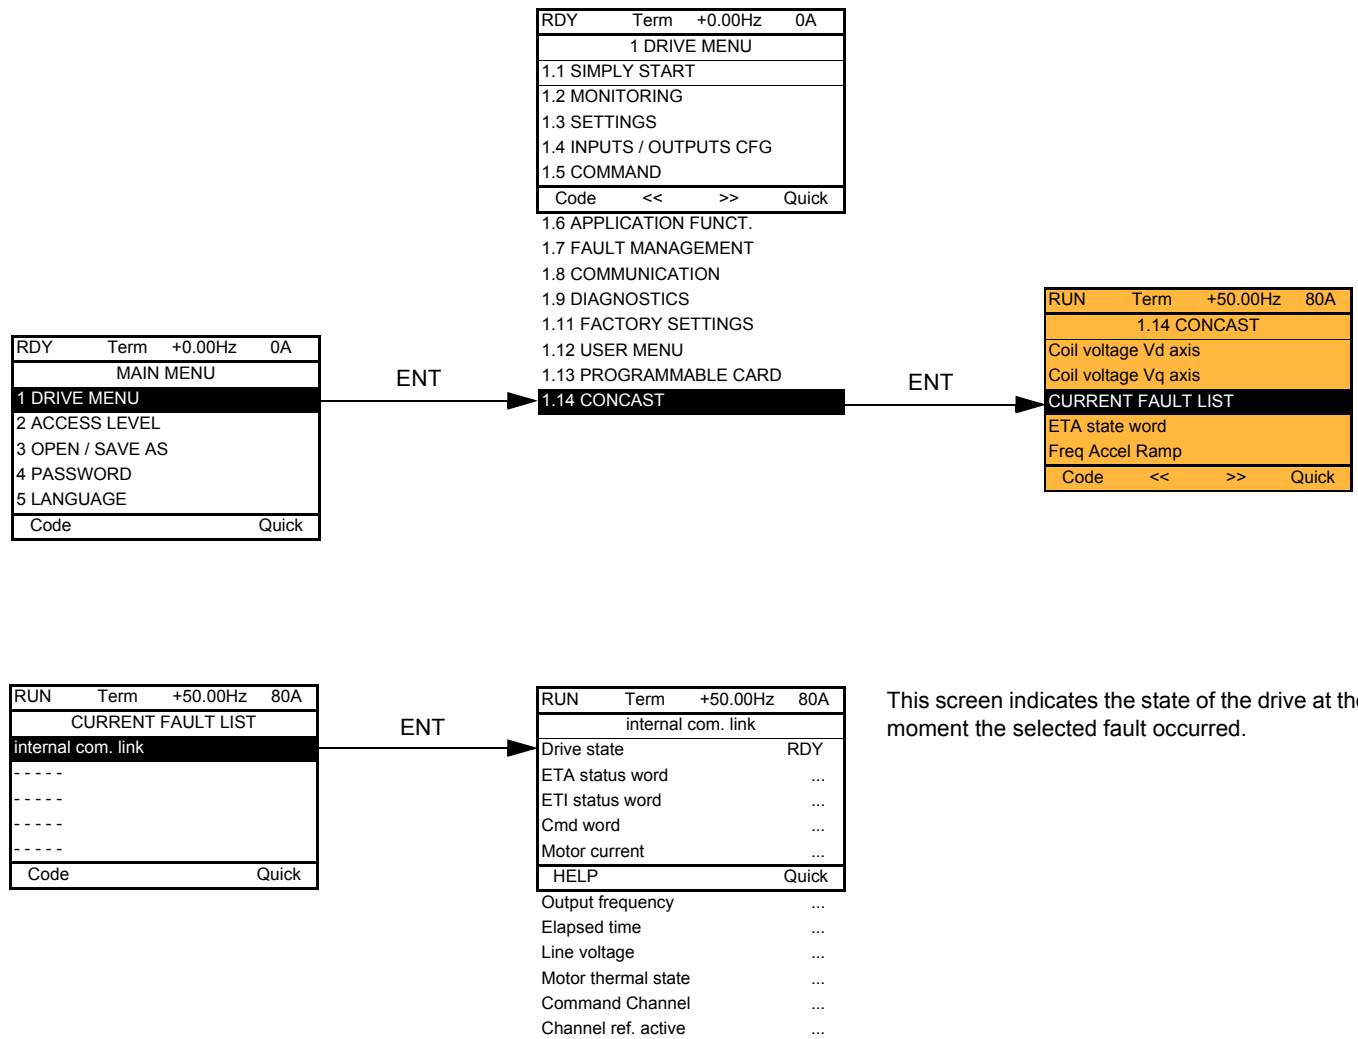 RDY Term +0.00Hz 0A
1 DRIVE MENU
1.1 SIMPLY START
1.2 MONITORING
1.3 SETTINGS
1.4 INPUTS / OUTPUTS CFG
1.5 COMMAND
Code << >> Quick
1.6 APPLICATION FUNCT.
1.7 FAULT MANAGEMENT
1.8 COMMUNICATION
1.9 DIAGNOSTICS
1.11 FACTORY SETTINGS
1.12 USER MENU
1.13 PROGRAMMABLE CARD
1.14 CONCAST
RDY Term +0.00Hz 0A
MAIN MENU
1 DRIVE MENU
2 ACCESS LEVEL
3 OPEN / SAVE AS
4 PASSWORD
5 LANGUAGE
Code Quick
ENT
ENT
RUN Term +50.00Hz 80A
1.14 CONCAST
Coil voltage Vd axis
Coil voltage Vq axis
CURRENT FAULT LIST
ETA state word
Freq Accel Ramp
Code << >> Quick
RUN Term +50.00Hz 80A
CURRENT FAULT LIST
internal com. link
- - - - -
- - - - -
- - - - -
- - - - -
Code Quick
ENT
RUN Term +50.00Hz 80A
internal com. link
Drive state RDY
ETA status word ...
ETI status word ...
Cmd word ...
Motor current ...
HELP Quick
Output frequency ...
Elapsed time ...
Line voltage ...
Motor thermal state ...
Command Channel ...
Channel ref. active ...
This screen indicates the state of the drive at the
moment the selected fault occurred.